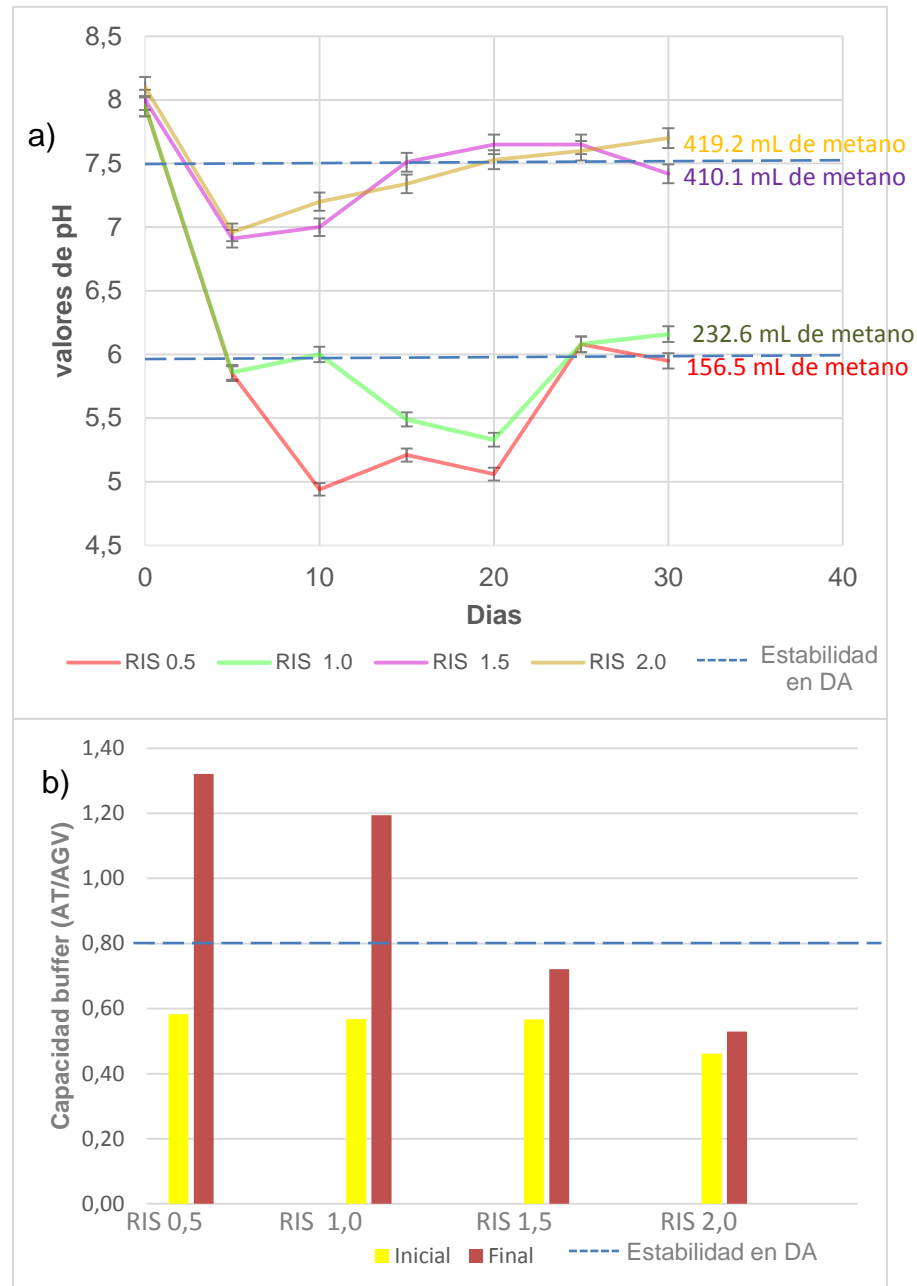 a)
valores de pH
8,5
8
7,5
7
6,5
6
5,5
5
4,5
419.2 mL de metano
410.1 mL de metano
232.6 mL de metano
156.5 mL de metano
0 10 20 30 40
Dias
RIS 0.5 RIS 1.0 RIS 1.5 RIS 2.0 Estabilidad
en DA
b)
Capacidad buffer (AT/AGV)
1,40
1,20
1,00
0,80
0,60
0,40
0,20
0,00
RIS 0,5 RIS 1,0 RIS 1,5 RIS 2,0
Inicial Final Estabilidad en DA